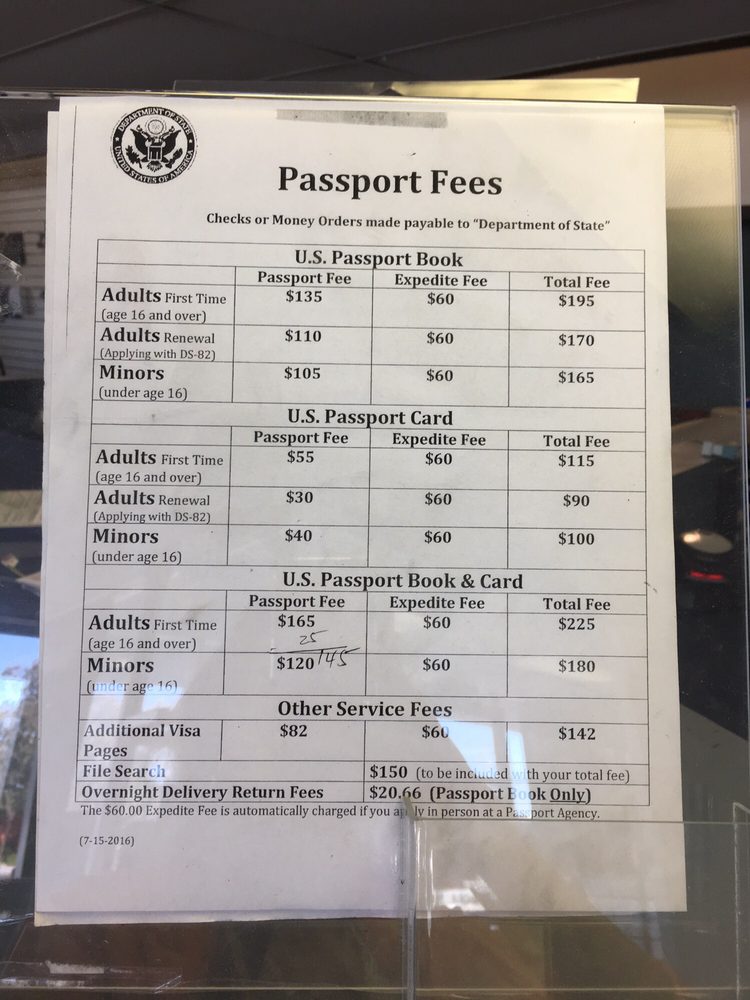 DEPARTMENT OF STATE
UNITED STATES OF AMERICA
Passport Fees
Checks or Money Orders made payable to "Department of State"
U.S. Passport Book
Passport Fee Expedite Fee Total Fee
Adults First Time $135 $60 $195
(age 16 and over)
Adults Renewal $110 $60 $170
(Applying with DS-82)
Minors $105 $60 $165
(under age 16)
U.S. Passport Card
Passport Fee Expedite Fee Total Fee
Adults First Time $55 $60 $115
(age 16 and over)
Adults Renewal $30 $60 $90
(Applying with DS-82)
Minors $40 $60 $100
(under age 16)
U.S. Passport Book & Card
Passport Fee Expedite Fee Total Fee
Adults First Time $165 $60 $225
(age 16 and over) 25
Minors $120 145 $60 $180
(under age 16)
Other Service Fees
Additional Visa $82 $60 $142
Pages
File Search $150 (to be included with your total fee)
Overnight Delivery Return Fees $20.66 (Passport Book Only)
The $60.00 Expedite Fee is automatically charged if you apply in person at a Passport Agency.
(7-15-2016)